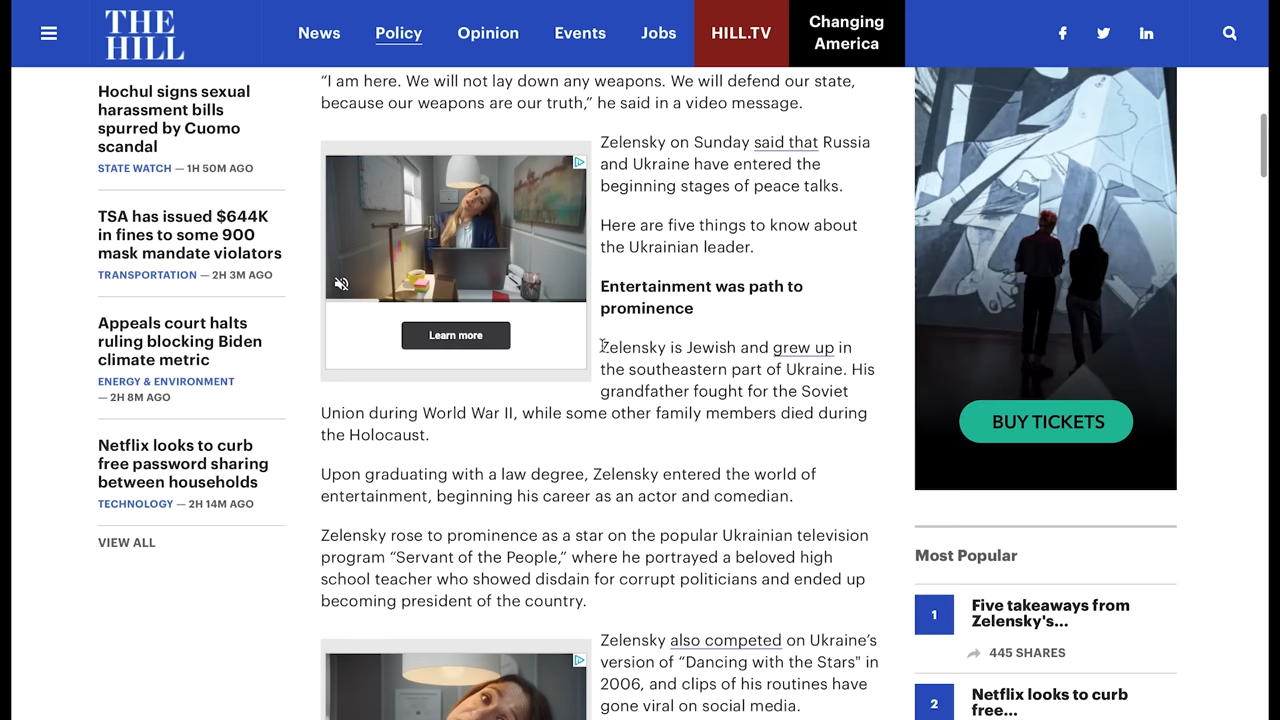 THE
HILL
News
Policy
Opinion
Events
Jobs
HILL.TV
Changing
America
Hochul signs sexual
harassment bills
spurred by Cuomo
scandal
STATE WATCH — 1H 50M AGO
TSA has issued $644K
in fines to some 900
mask mandate violators
TRANSPORTATION — 2H 3M AGO
Appeals court halts
ruling blocking Biden
climate metric
ENERGY & ENVIRONMENT
— 2H 8M AGO
Netflix looks to curb
free password sharing
between households
TECHNOLOGY — 2H 14M AGO
VIEW ALL
“I am here. We will not lay down any weapons. We will defend our state,
because our weapons are our truth,” he said in a video message.
Learn more
Zelensky on Sunday said that Russia
and Ukraine have entered the
beginning stages of peace talks.
Here are five things to know about
the Ukrainian leader.
Entertainment was path to
prominence
Zelensky is Jewish and grew up in
the southeastern part of Ukraine. His
grandfather fought for the Soviet
Union during World War II, while some other family members died during
the Holocaust.
Upon graduating with a law degree, Zelensky entered the world of
entertainment, beginning his career as an actor and comedian.
Zelensky rose to prominence as a star on the popular Ukrainian television
program “Servant of the People,” where he portrayed a beloved high
school teacher who showed disdain for corrupt politicians and ended up
becoming president of the country.
Zelensky also competed on Ukraine’s
version of “Dancing with the Stars" in
2006, and clips of his routines have
gone viral on social media.
BUY TICKETS
Most Popular
1
Five takeaways from
Zelensky's...
445 SHARES
2
Netflix looks to curb
free...